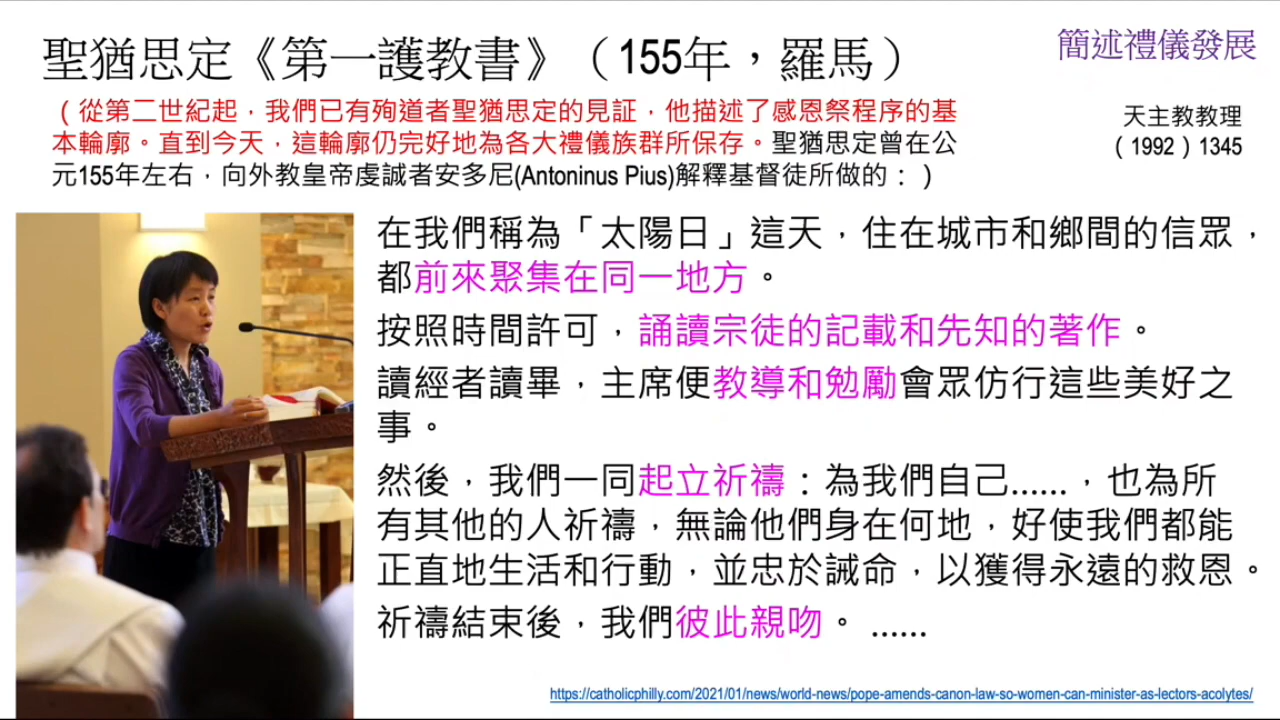 聖猶思定《第一護教書》（155年，羅馬）
簡述禮儀發展
（從第二世紀起，我們已有殉道者聖猶思定的見証，他描述了感恩祭程序的基
本輪廓。直到今天，這輪廓仍完好地為各大禮儀族群所保存。聖猶思定曾在公
元155年左右，向外教皇帝虔誠者安多尼(Antoninus Pius)解釋基督徒所做的：）
天主教教理
（1992）1345
在我們稱為「太陽日」這天，住在城市和鄉間的信眾，
都前來聚集在同一地方。
按照時間許可，誦讀宗徒的記載和先知的著作。
讀經者讀畢，主席便教導和勉勵會眾仿行這些美好之
事。
然後，我們一同起立祈禱：為我們自己......，也為所
有其他的人祈禱，無論他們身在何地，好使我們都能
正直地生活和行動，並忠於誡命，以獲得永遠的救恩。
祈禱結束後，我們彼此親吻。......
https://catholicphilly.com/2021/01/news/world-news/pope-amends-canon-law-so-women-can-minister-as-lectors-acolytes/